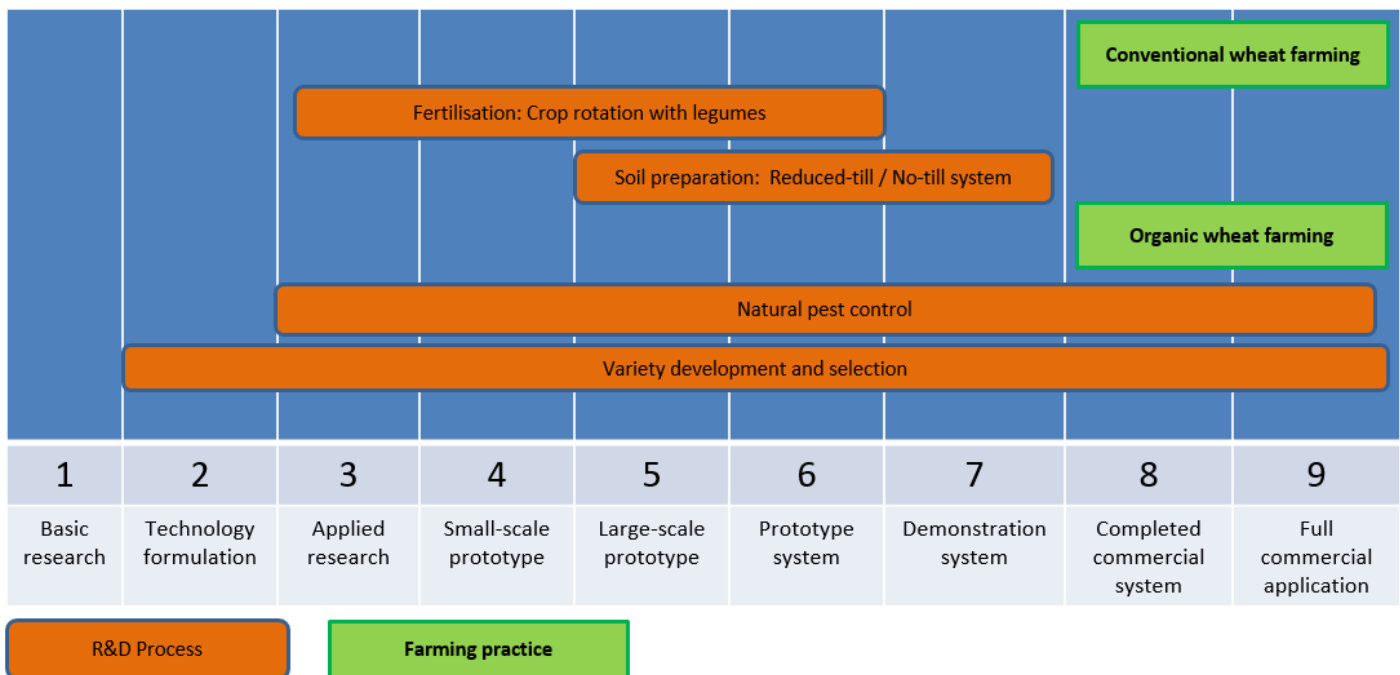 Conventional wheat farming
Fertilisation: Crop rotation with legumes
Soil preparation:  Reduced-till / No-till system
Organic wheat farming
Natural pest control
Variety development and selection
1
2
3
4
5
6
7
8
9
Basic
research
Technology
formulation
Applied
research
Small-scale
prototype
Large-scale
prototype
Prototype
system
Demonstration
system
Completed
commercial
system
Full
commercial
application
R&D Process
Farming practice